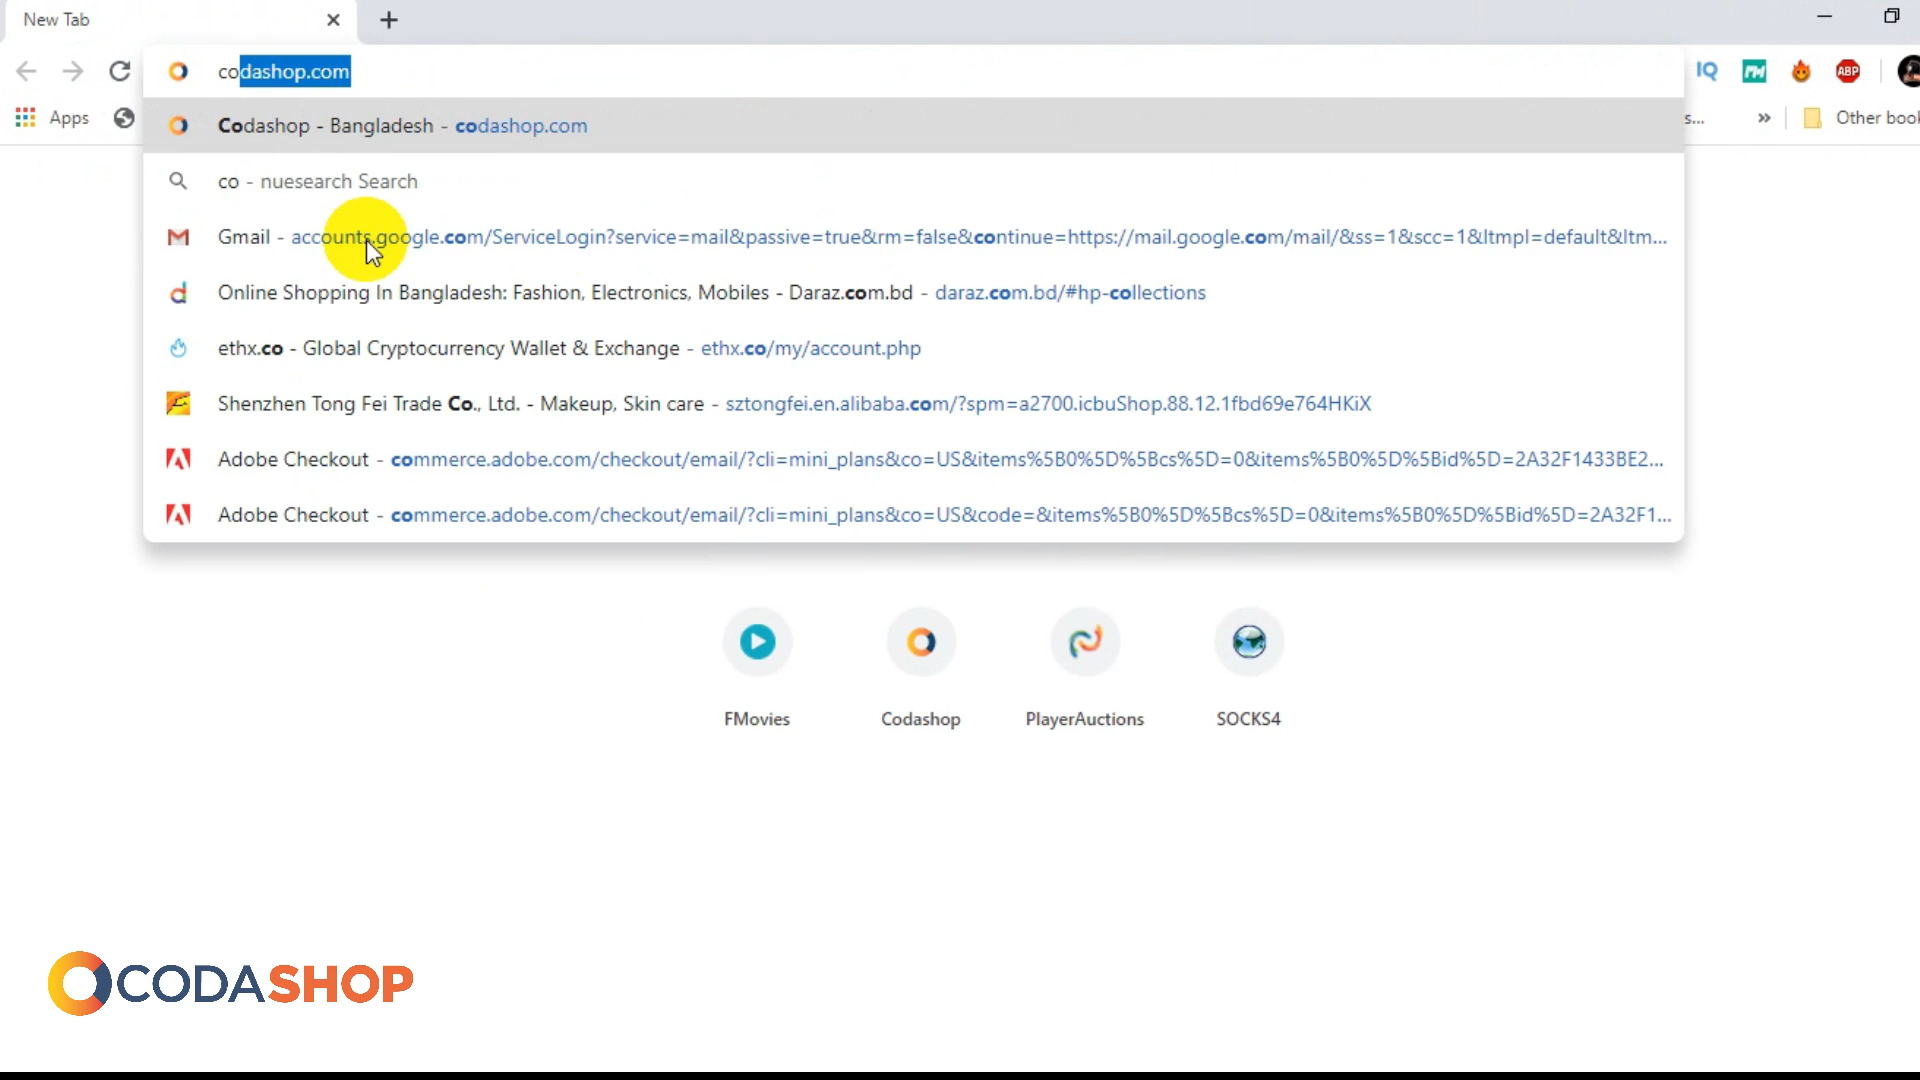 New Tab
codashop.com
IQ
ABP
Apps
s...
»
Other book
Codashop - Bangladesh - codashop.com
co - nuesearch Search
Gmail - accounts.google.com/ServiceLogin?service=mail&passive=true&rm=false&continue=https://mail.google.com/mail/&ss=1&scc=1&ltmpl=default&ltm...
Online Shopping In Bangladesh: Fashion, Electronics, Mobiles - Daraz.com.bd - daraz.com.bd/#hp-collections
ethx.co - Global Cryptocurrency Wallet & Exchange - ethx.co/my/account.php
Shenzhen Tong Fei Trade Co., Ltd. - Makeup, Skin care - sztongfei.en.alibaba.com/?spm=a2700.icbuShop.88.12.1fbd69e764HKiX
Adobe Checkout - commerce.adobe.com/checkout/email/?cli=mini_plans&co=US&items%5B0%5D%5Bcs%5D=0&items%5B0%5D%5Bid%5D=2A32F1433BE2...
Adobe Checkout - commerce.adobe.com/checkout/email/?cli=mini_plans&co=US&code=&items%5B0%5D%5Bcs%5D=0&items%5B0%5D%5Bid%5D=2A32F1...
FMovies
Codashop
PlayerAuctions
SOCKS4
CODASHOP